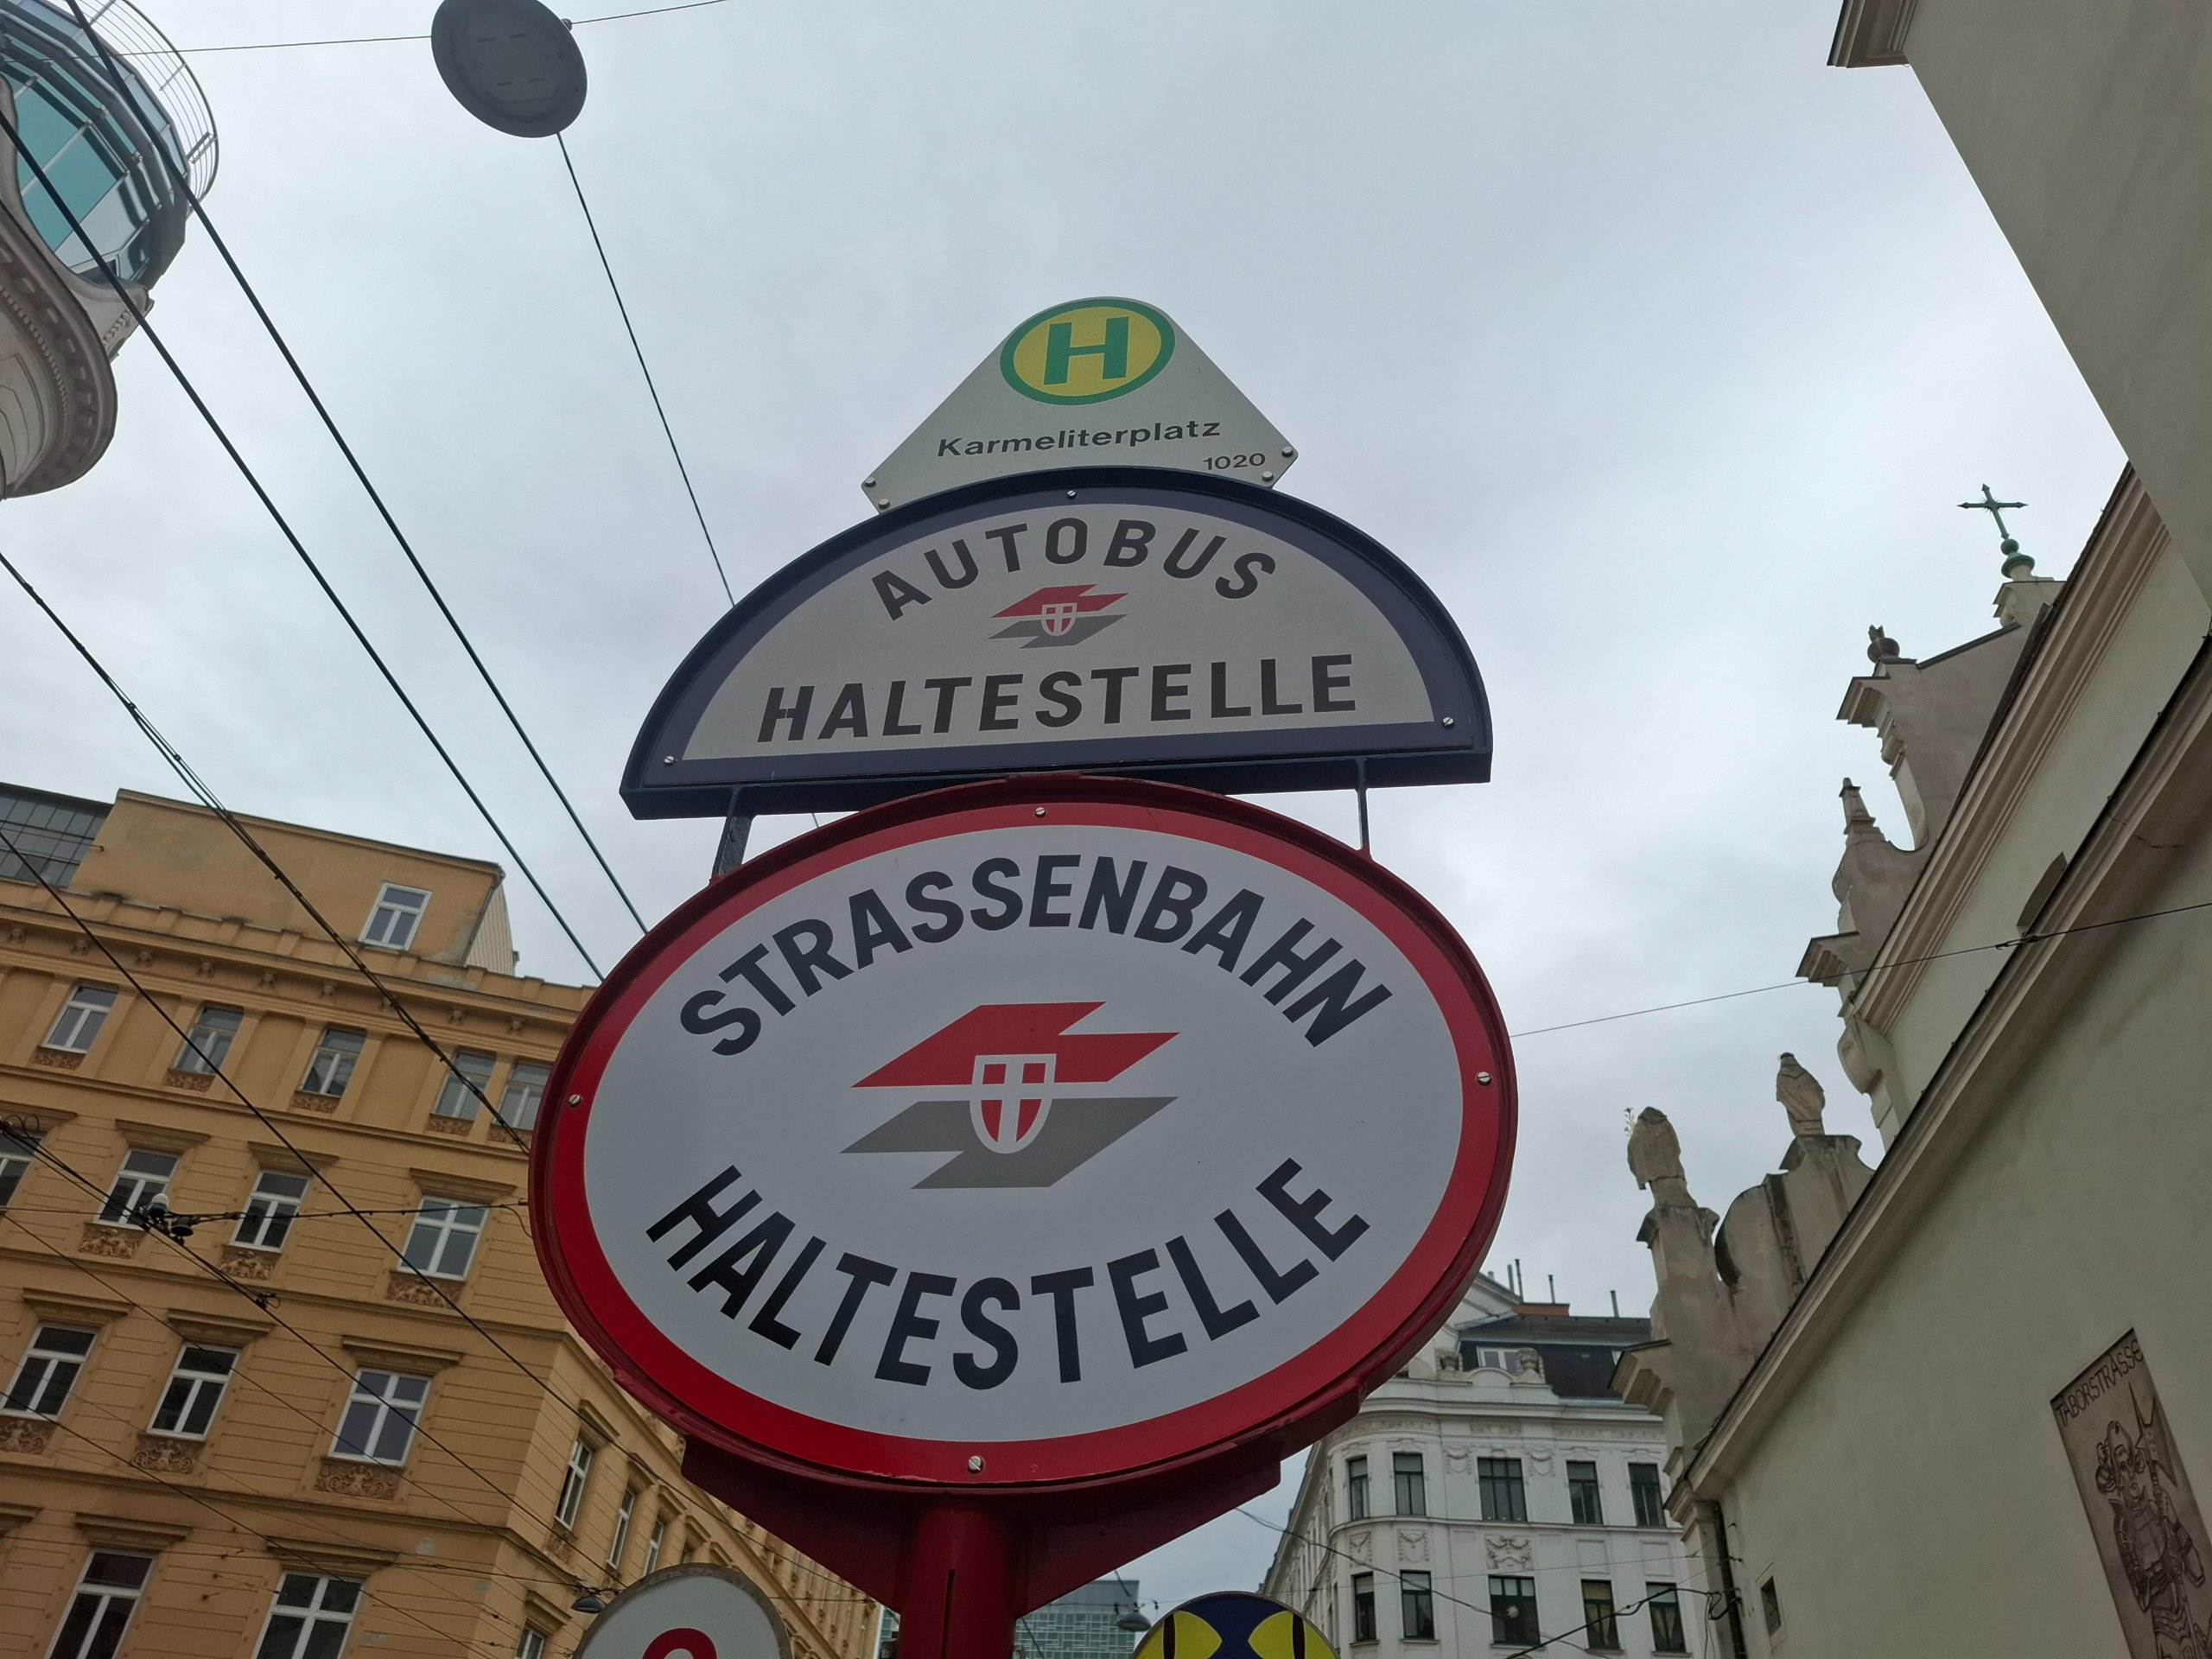 H
Karmeliterplatz
1020
AUTOBUS
HALTESTELLE
STRASSENBAHN
HALTESTELLE
TABORSTRASSE